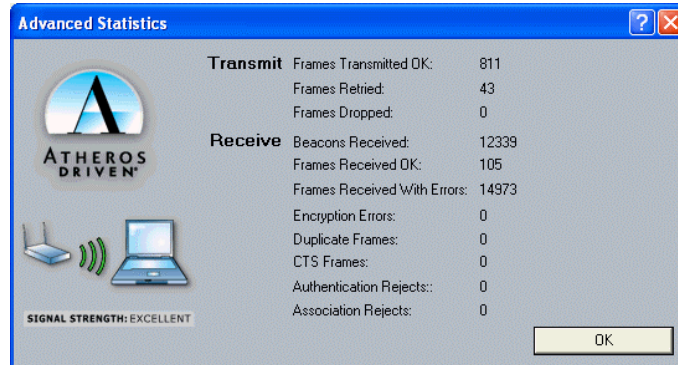 Advanced Statistics
Transmit Frames Transmitted OK: 811
Frames Retried: 43
Frames Dropped: 0
Receive Beacons Received: 12339
Frames Received OK: 105
Frames Received With Errors: 14973
Encryption Errors: 0
Duplicate Frames: 0
CTS Frames: 0
Authentication Rejects:: 0
Association Rejects: 0
ATHEROS
DRIVEN®
SIGNAL STRENGTH: EXCELLENT
OK